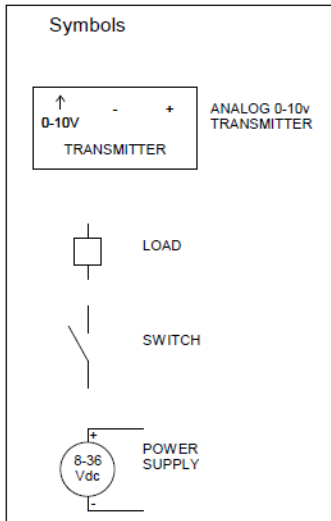 Symbols
↑ - +
0-10V
TRANSMITTER
ANALOG 0-10v
TRANSMITTER
LOAD
SWITCH
+
8-36
Vdc
-
POWER
SUPPLY